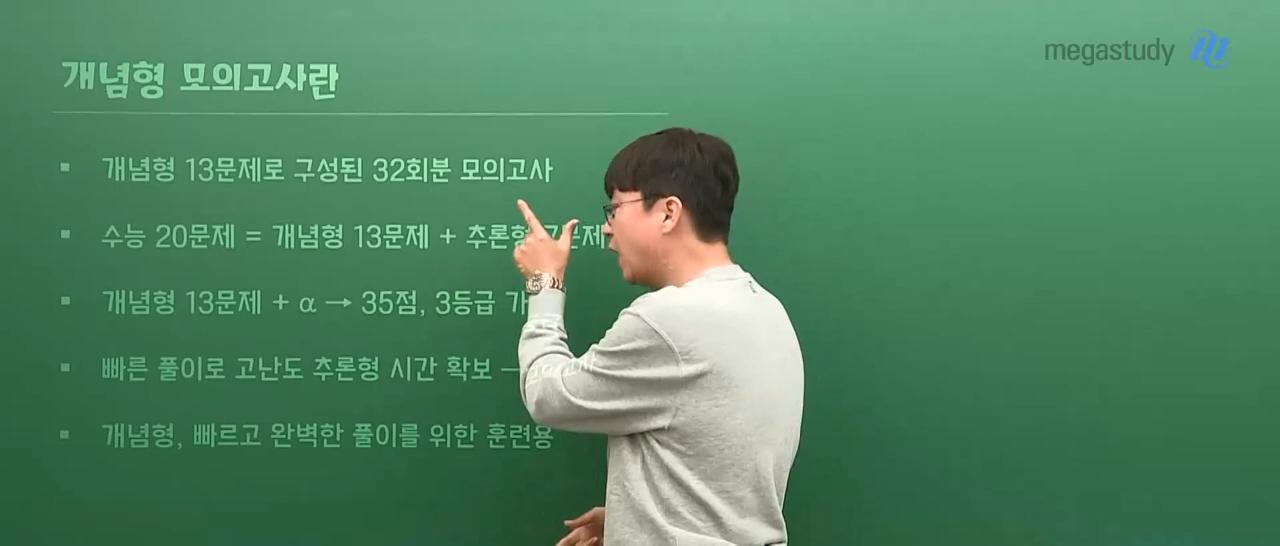 megastudy
개념형 모의고사란
▪ 개념형 13문제로 구성된 32회분 모의고사
▪ 수능 20문제 = 개념형 13문제 + 추론형 7문제
▪ 개념형 13문제 + α → 35점, 3등급
▪ 빠른 풀이로 고난도 추론형 시간 확보
▪ 개념형, 빠르고 완벽한 풀이를 위한 훈련용